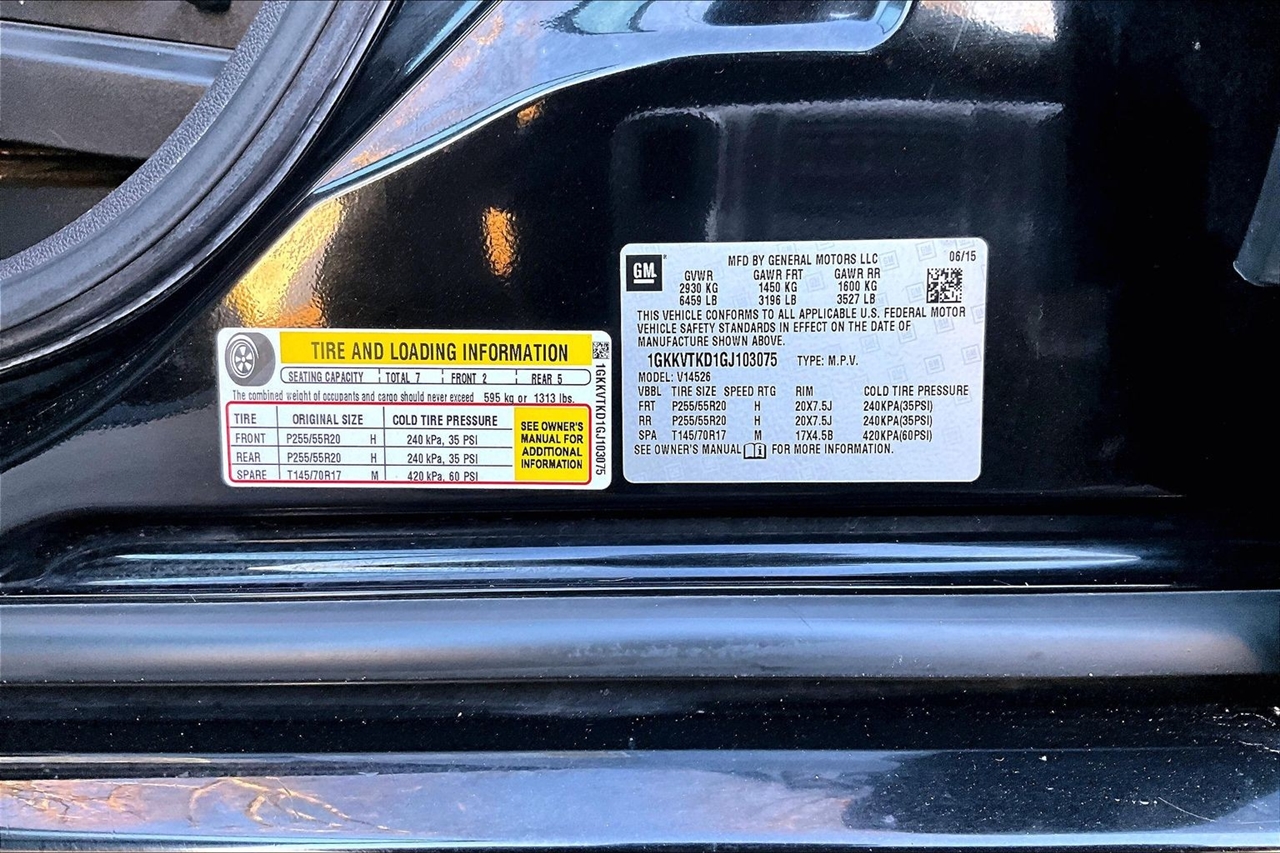 TIRE AND LOADING INFORMATION
SEATING CAPACITY TOTAL 7 FRONT 2 REAR 5
The combined weight of occupants and cargo should never exceed 595 kg or 1313 lbs.
TIRE ORIGINAL SIZE COLD TIRE PRESSURE
FRONT P255/55R20 H 240 kPa, 35 PSI
REAR P255/55R20 H 240 kPa, 35 PSI
SPARE T145/70R17 M 420 kPa, 60 PSI
SEE OWNER'S
MANUAL FOR
ADDITIONAL
INFORMATION
1GKKVTKD1GJ103075
GM
MFD BY GENERAL MOTORS LLC 06/15
GVWR GAWR FRT GAWR RR
2930 KG 1450 KG 1600 KG
6459 LB 3196 LB 3527 LB
THIS VEHICLE CONFORMS TO ALL APPLICABLE U.S. FEDERAL MOTOR
VEHICLE SAFETY STANDARDS IN EFFECT ON THE DATE OF
MANUFACTURE SHOWN ABOVE.
1GKKVTKD1GJ103075 TYPE: M.P.V.
MODEL: V14526
VBBL TIRE SIZE SPEED RTG RIM COLD TIRE PRESSURE
FRT P255/55R20 H 20X7.5J 240KPA(35PSI)
RR P255/55R20 H 20X7.5J 240KPA(35PSI)
SPA T145/70R17 M 17X4.5B 420KPA(60PSI)
SEE OWNER'S MANUAL FOR MORE INFORMATION.